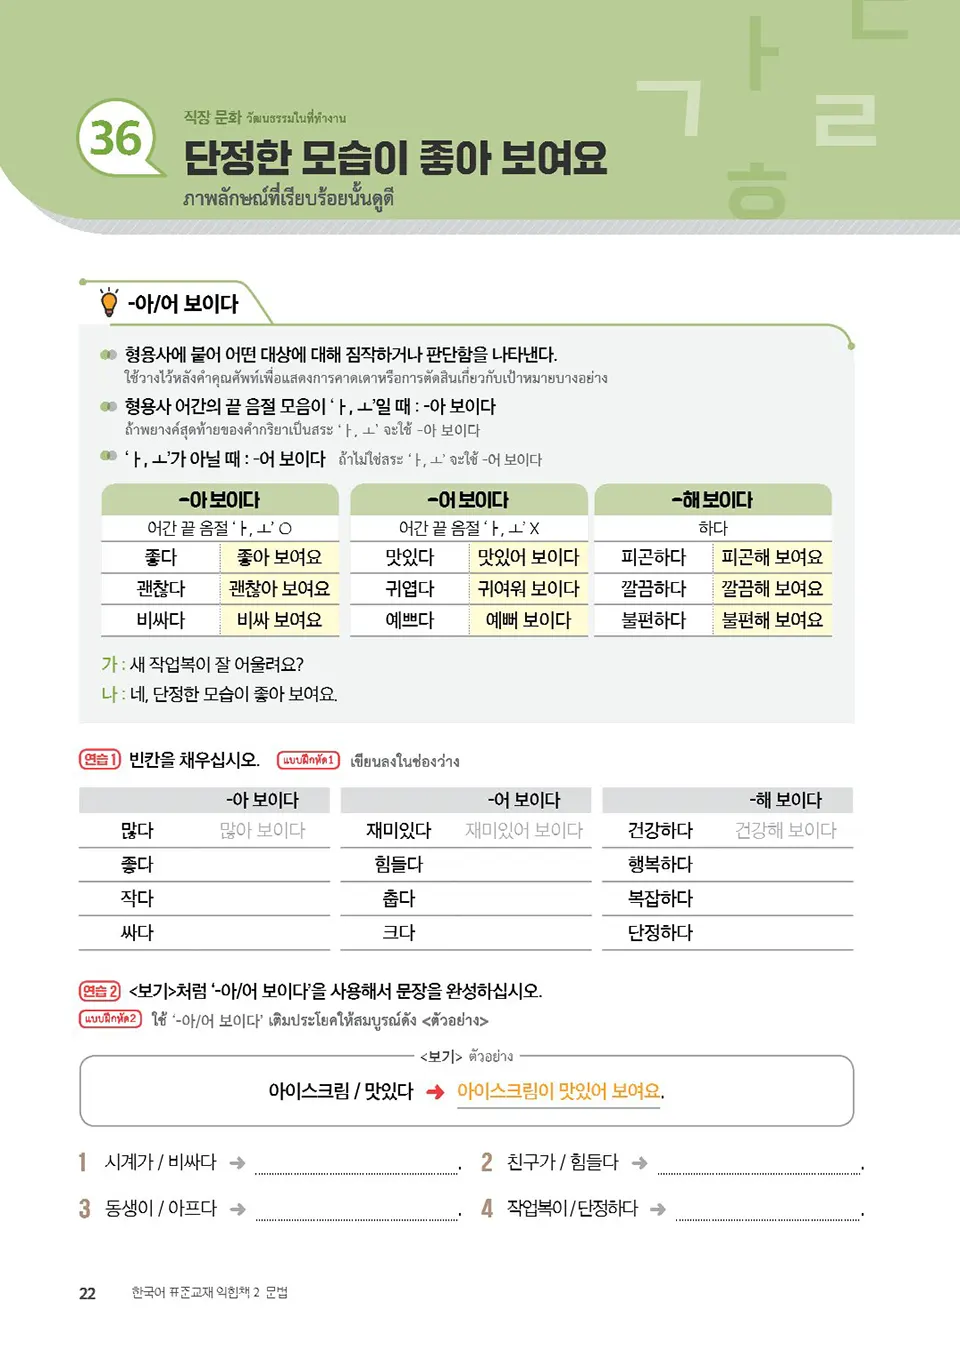 36
직장 문화 วัฒนธรรมในที่ทำงาน
단정한 모습이 좋아 보여요
ภาพลักษณ์ที่เรียบร้อยนั้นดูดี
ㄱ ㅏ ㄷ ㄹ ㅎ
-아/어 보이다
형용사에 붙어 어떤 대상에 대해 짐작하거나 판단함을 나타낸다.
ใช้วางไว้หลังคำคุณศัพท์เพื่อแสดงการคาดเดาหรือการตัดสินเกี่ยวกับเป้าหมายบางอย่าง
형용사 어간의 끝 음절 모음이 ‘ㅏ, ㅗ’일 때 : -아 보이다
ถ้าพยางค์สุดท้ายของคำกริยาเป็นสระ ‘ㅏ, ㅗ’ จะใช้ -아 보이다
‘ㅏ, ㅗ’가 아닐 때 : -어 보이다 ถ้าไม่ใช่สระ ‘ㅏ, ㅗ’ จะใช้ -어 보이다
-아 보이다 -어 보이다 -해 보이다
어간 끝 음절 ‘ㅏ, ㅗ’ O 어간 끝 음절 ‘ㅏ, ㅗ’ X 하다
좋다 좋아 보여요 맛있다 맛있어 보이다 피곤하다 피곤해 보여요
괜찮다 괜찮아 보여요 귀엽다 귀여워 보이다 깔끔하다 깔끔해 보여요
비싸다 비싸 보여요 예쁘다 예뻐 보이다 불편하다 불편해 보여요
가 : 새 작업복이 잘 어울려요?
나 : 네, 단정한 모습이 좋아 보여요.
연습 1 빈칸을 채우십시오. แบบฝึกหัด1 เขียนลงในช่องว่าง
-아 보이다 -어 보이다 -해 보이다
많다 많아 보이다 재미있다 재미있어 보이다 건강하다 건강해 보이다
좋다 힘들다 행복하다
작다 춥다 복잡하다
싸다 크다 단정하다
연습 2 <보기>처럼 ‘-아/어 보이다’을 사용해서 문장을 완성하십시오.
แบบฝึกหัด2 ใช้ ‘-아/어 보이다’ เติมประโยคให้สมบูรณ์ดัง <ตัวอย่าง>
<보기> ตัวอย่าง
아이스크림 / 맛있다 ➜ 아이스크림이 맛있어 보여요.
1 시계가 / 비싸다 ➜ . 2 친구가 / 힘들다 ➜ .
3 동생이 / 아프다 ➜ . 4 작업복이 / 단정하다 ➜ .
22 한국어 표준교재 익힘책 2 문법